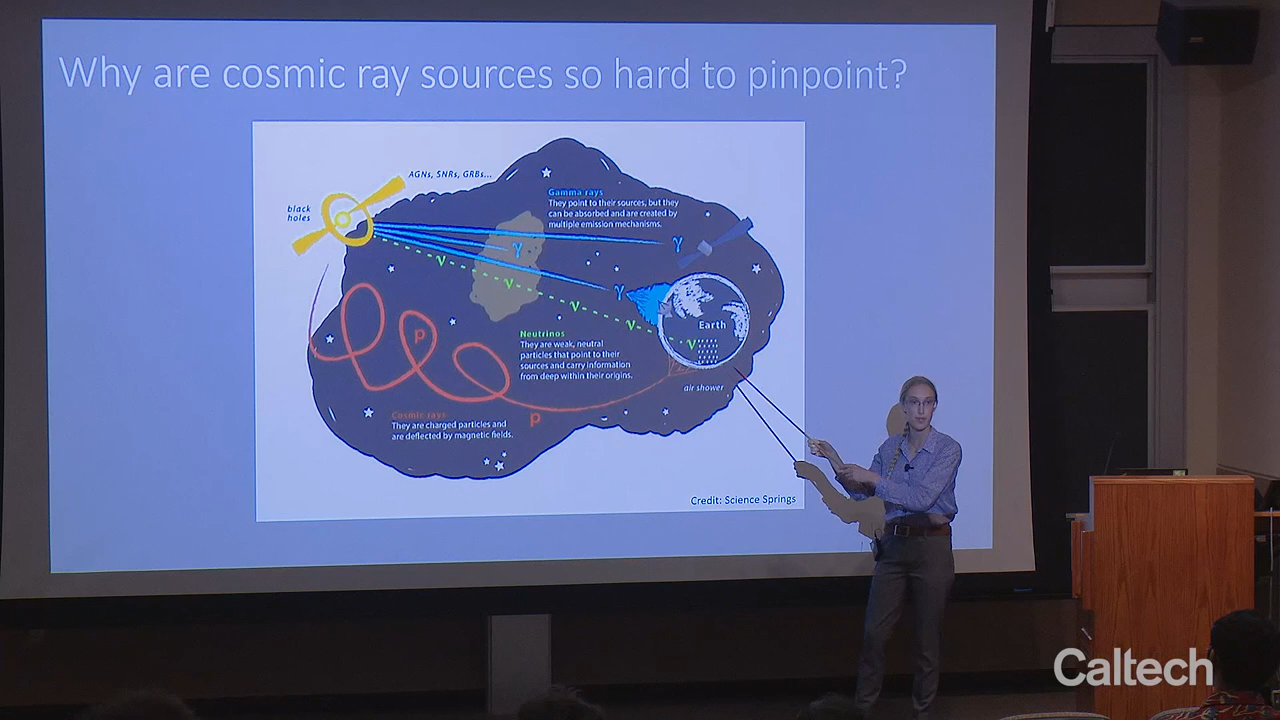 Why are cosmic ray sources so hard to pinpoint?
AGNs, SNRs, GRBs...
black
holes
Gamma rays
They point to their sources, but they
can be absorbed and are created by
multiple emission mechanisms.
γ
γ
γ
ν
ν
ν
ν
ν
Earth
Neutrinos
They are weak, neutral
particles that point to their
sources and carry information
from deep within their origins.
air shower
p
p
Cosmic rays
They are charged particles and
are deflected by magnetic fields.
Credit: Science Springs
Caltech